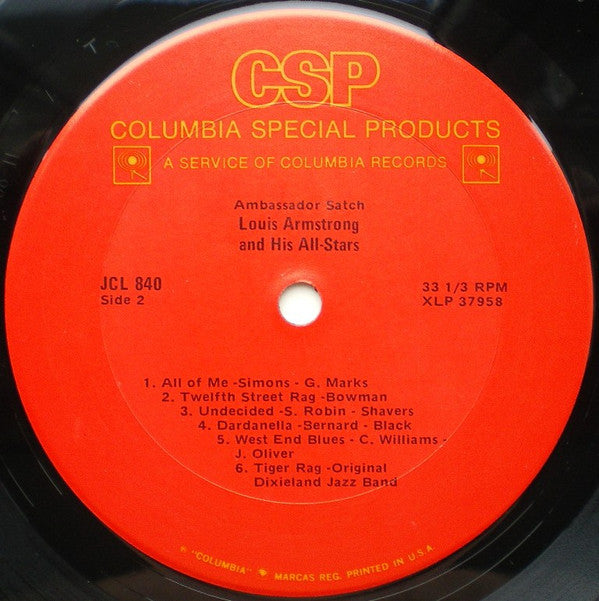 CSP
COLUMBIA SPECIAL PRODUCTS
A SERVICE OF COLUMBIA RECORDS
Ambassador Satch
Louis Armstrong
and His All-Stars
JCL 840
Side 2
33 1/3 RPM
XLP 37958
1. All of Me -Simons - G. Marks
2. Twelfth Street Rag -Bowman
3. Undecided -S. Robin - Shavers
4. Dardanella -Bernard - Black
5. West End Blues - C. Williams -
J. Oliver
6. Tiger Rag -Original
Dixieland Jazz Band
® "COLUMBIA" MARCAS REG. PRINTED IN U.S.A.